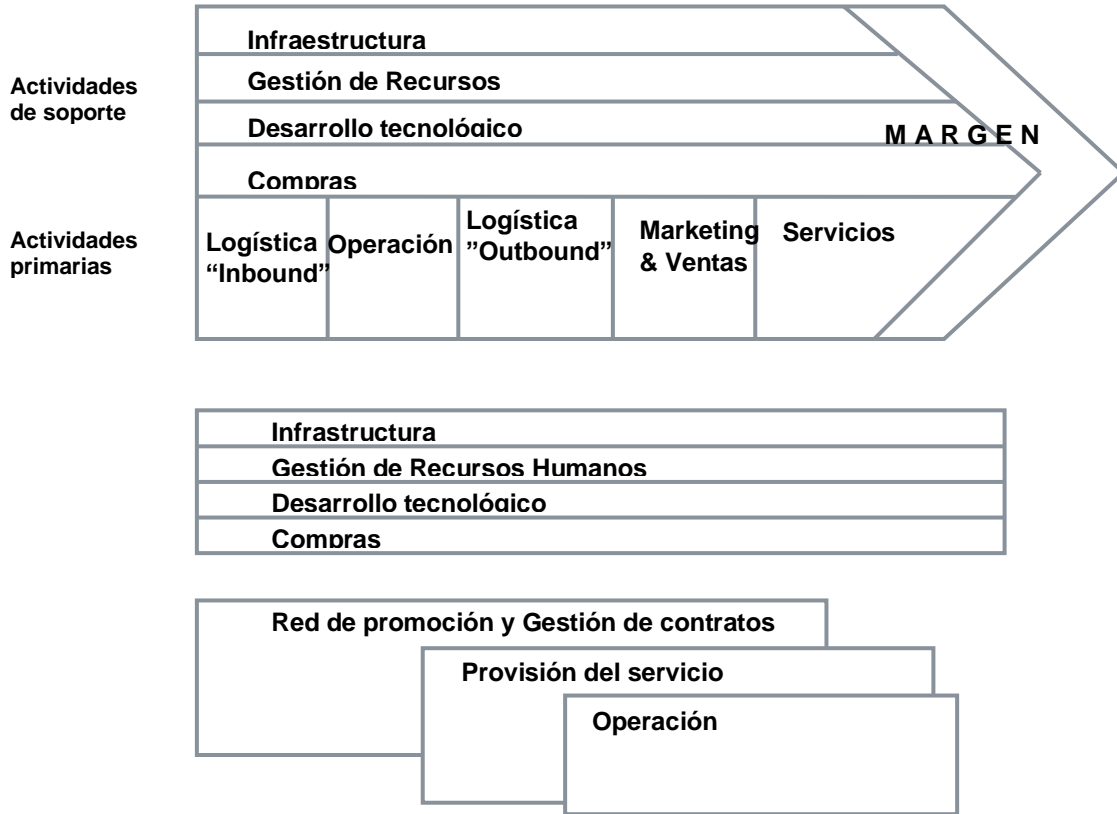 Infraestructura
Gestión de Recursos
Actividades
de soporte
Desarrollo tecnológico
M A R G E N
Compras
Actividades
primarias
Logística
“Inbound”
Operación
Logística
”Outbound”
Marketing
& Ventas
Servicios
Infrastructura
Gestión de Recursos Humanos
Desarrollo tecnológico
Compras
Red de promoción y Gestión de contratos
Provisión del servicio
Operación